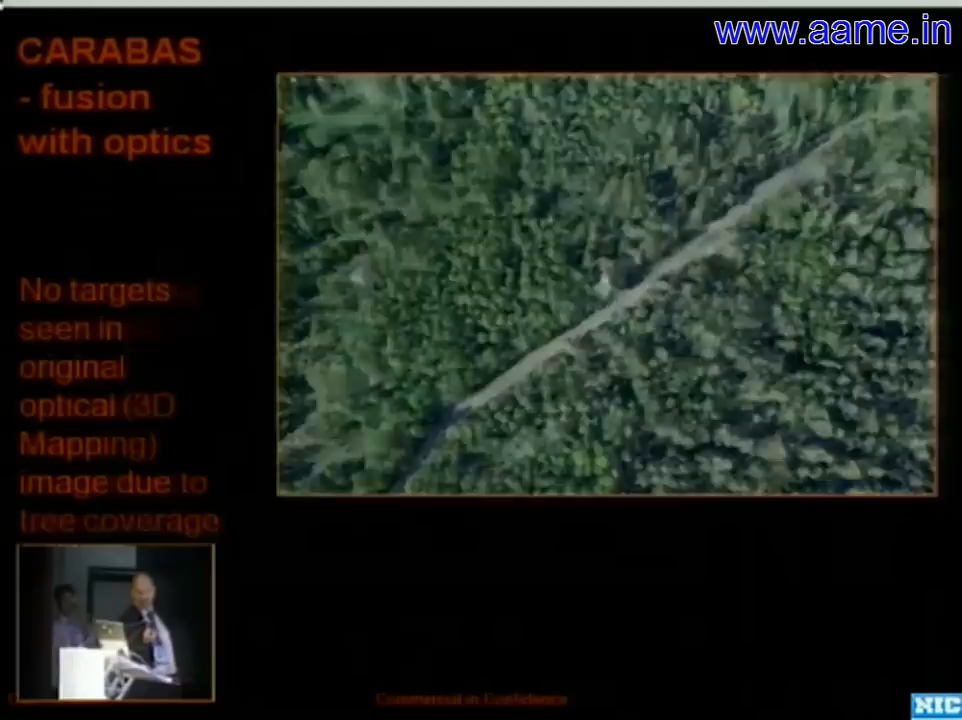 www.aame.in
CARABAS
- fusion
with optics
No targets
seen in
original
optical (3D
Mapping)
image due to
tree coverage
Commercial in Confidence
NIC